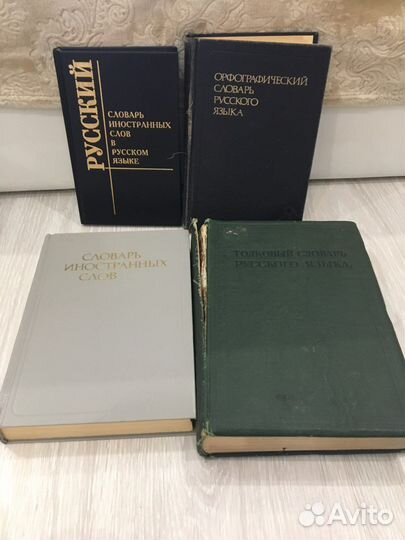 РУССКИЙ
СЛОВАРЬ
ИНОСТРАННЫХ
СЛОВ
В
РУССКОМ
ЯЗЫКЕ
ОРФОГРАФИЧЕСКИЙ
СЛОВАРЬ
РУССКОГО
ЯЗЫКА
СЛОВАРЬ
ИНОСТРАННЫХ
СЛОВ
ТОЛКОВЫЙ СЛОВАРЬ
РУССКОГО ЯЗЫКА
Avito